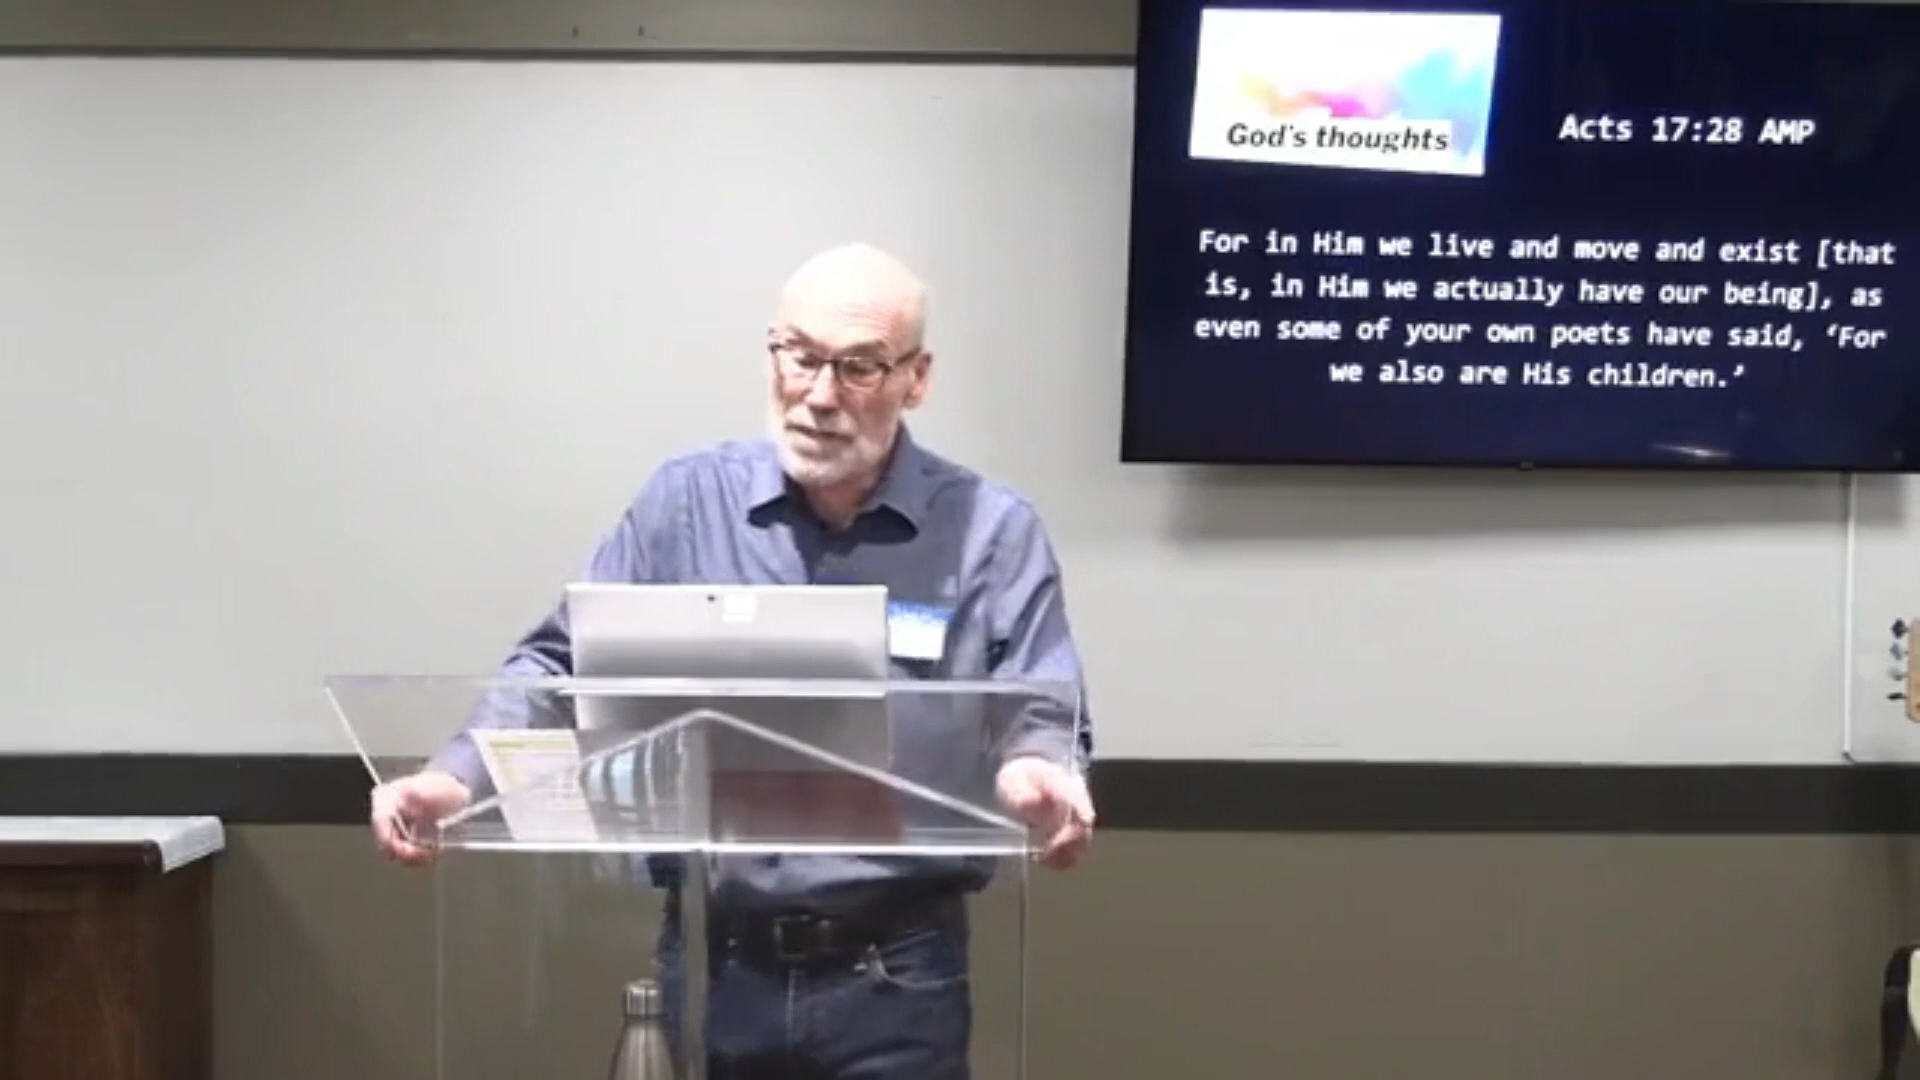 God's thoughts
Acts 17:28 AMP
For in Him we live and move and exist [that
is, in Him we actually have our being], as
even some of your own poets have said, ‘For
we also are His children.’